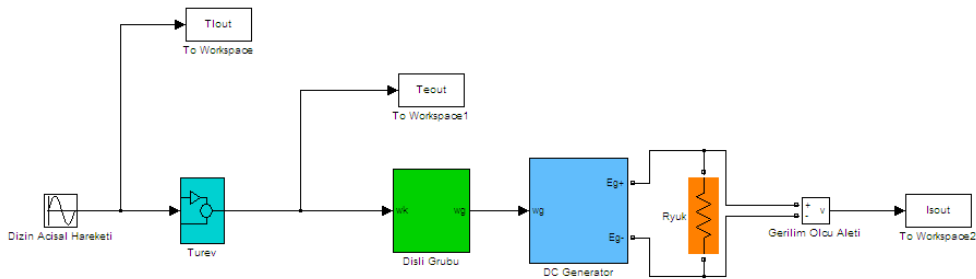 Tlout
To Workspace
Teout
To Workspace1
Dizin Acisal Hareketi
Turev
wk
wg
Disli Grubu
wg
Eg+
Eg-
DC Generator
Ryuk
+
-
v
Gerilim Olcu Aleti
Isout
To Workspace2